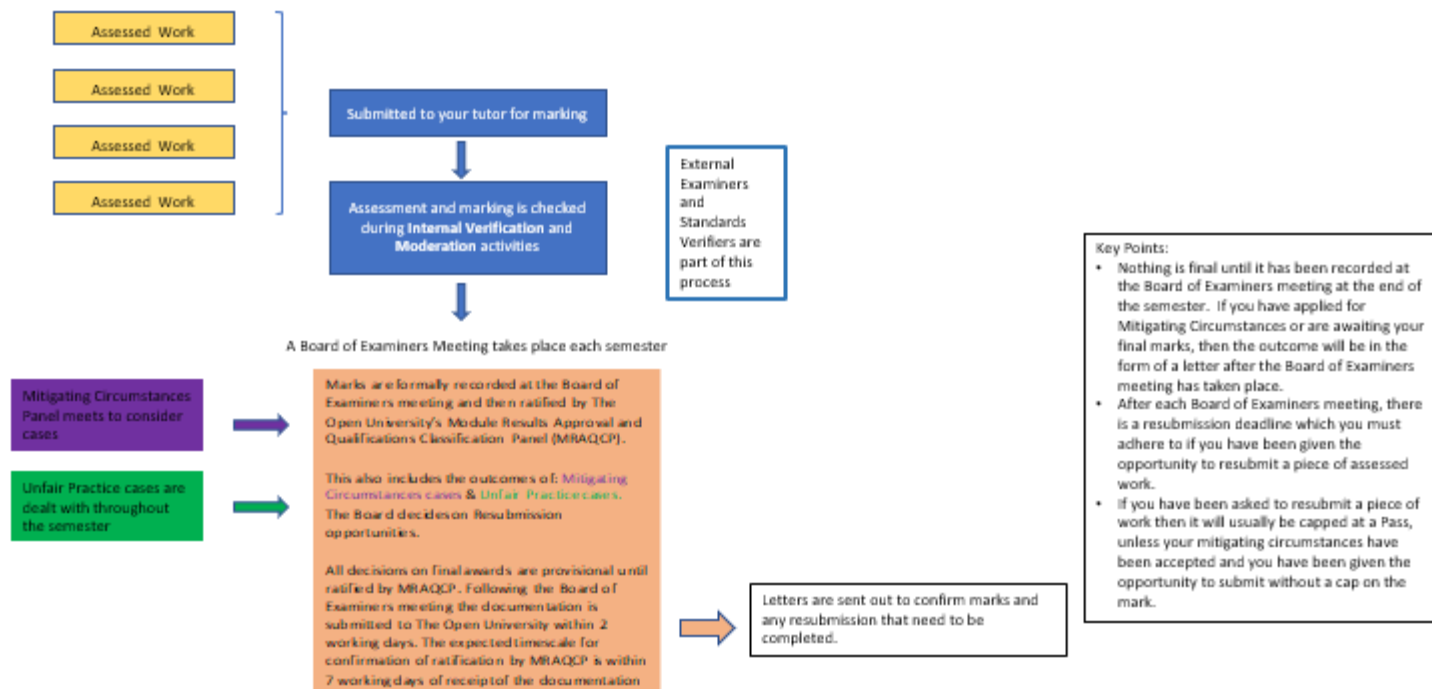 Assessed Work
Assessed Work
Assessed Work
Assessed Work
Submitted to your tutor for marking
Assessment and marking is checked
during Internal Verification and
Moderation activities
External
Examiners
and
Standards
Verifiers are
part of this
process
A Board of Examiners Meeting takes place each semester
Mitigating Circumstances
Panel meets to consider
cases
Unfair Practice cases are
dealt with throughout
the semester
Marks are formally recorded at the Board of
Examiners meeting and then ratified by The
Open University's Module Results Approval and
Qualifications Classification Panel (MRAQCP).
This also includes the outcomes of: Mitigating
Circumstances cases & Unfair Practice cases.
The Board decides on Resubmission
opportunities.
All decisions on final awards are provisional until
ratified by MRAQCP. Following the Board of
Examiners meeting the documentation is
submitted to The Open University within 2
working days. The expected timescale for
confirmation of ratification by MRAQCP is within
7 working days of receipt of the documentation
Letters are sent out to confirm marks and
any resubmission that need to be
completed.
Key Points:
• Nothing is final until it has been recorded at
the Board of Examiners meeting at the end of
the semester. If you have applied for
Mitigating Circumstances or are awaiting your
final marks, then the outcome will be in the
form of a letter after the Board of Examiners
meeting has taken place.
• After each Board of Examiners meeting, there
is a resubmission deadline which you must
adhere to if you have been given the
opportunity to resubmit a piece of assessed
work.
• If you have been asked to resubmit a piece of
work then it will usually be capped at a Pass,
unless your mitigating circumstances have
been accepted and you have been given the
opportunity to submit without a cap on the
mark.